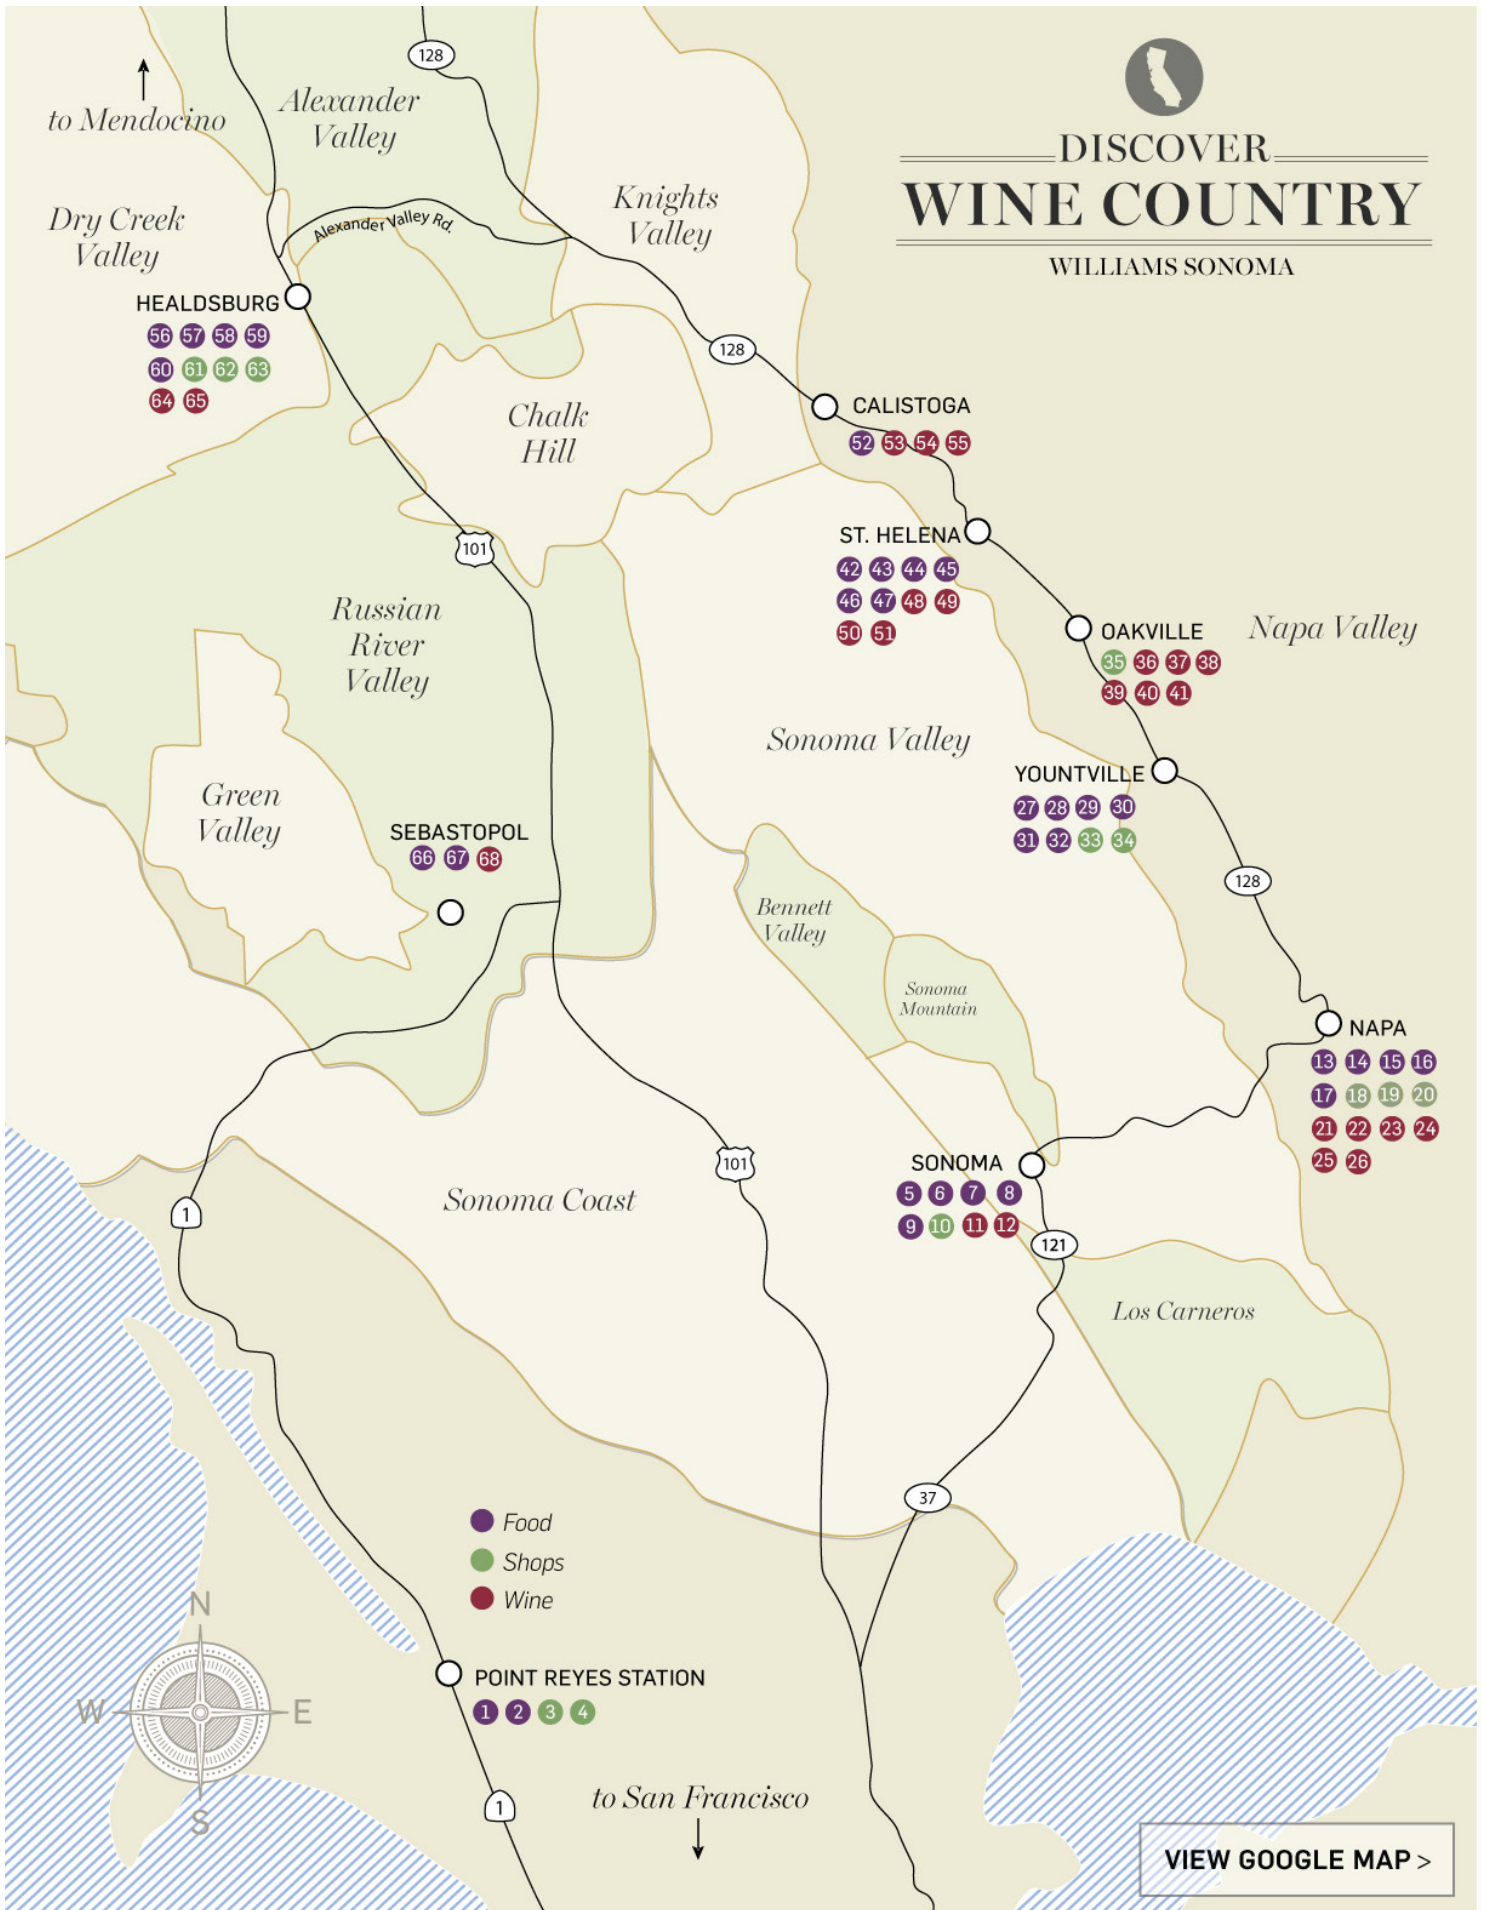 128
to Mendocino
Alexander
Valley
DISCOVER
WINE COUNTRY
WILLIAMS SONOMA
Knights
Valley
Dry Creek
Valley
Alexander Valley Rd.
HEALDSBURG
56 57 58 59
60 61 62 63
64 65
128
CALISTOGA
52 53 54 55
Chalk
Hill
101
ST. HELENA
42 43 44 45
46 47 48 49
50 51
Russian
River
Valley
OAKVILLE
35 36 37 38
39 40 41
Napa Valley
Sonoma Valley
YOUNTVILLE
27 28 29 30
31 32 33 34
Green
Valley
SEBASTOPOL
66 67 68
128
Bennett
Valley
Sonoma
Mountain
NAPA
13 14 15 16
17 18 19 20
21 22 23 24
25 26
101
SONOMA
5 6 7 8
9 10 11 12
Sonoma Coast
1
121
Los Carneros
37
Food
Shops
Wine
N
W E
S
POINT REYES STATION
1 2 3 4
1
to San Francisco
VIEW GOOGLE MAP >